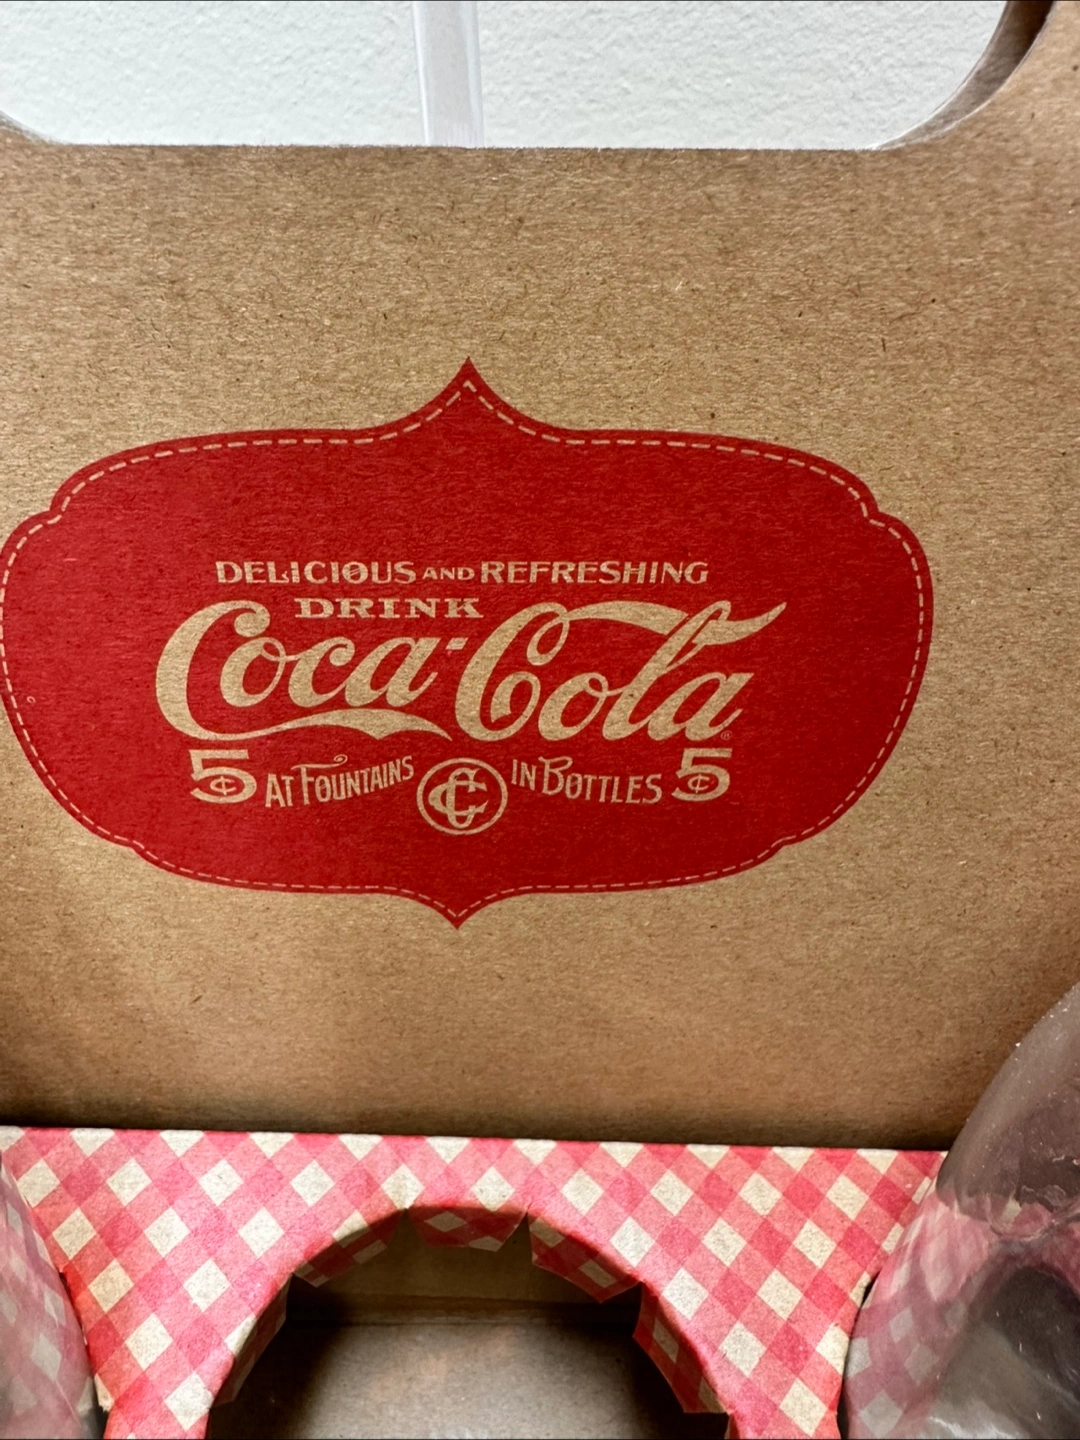 DELICIOUS AND REFRESHING
DRINK
Coca-Cola®
5¢ AT FOUNTAINS CC IN BOTTLES 5¢